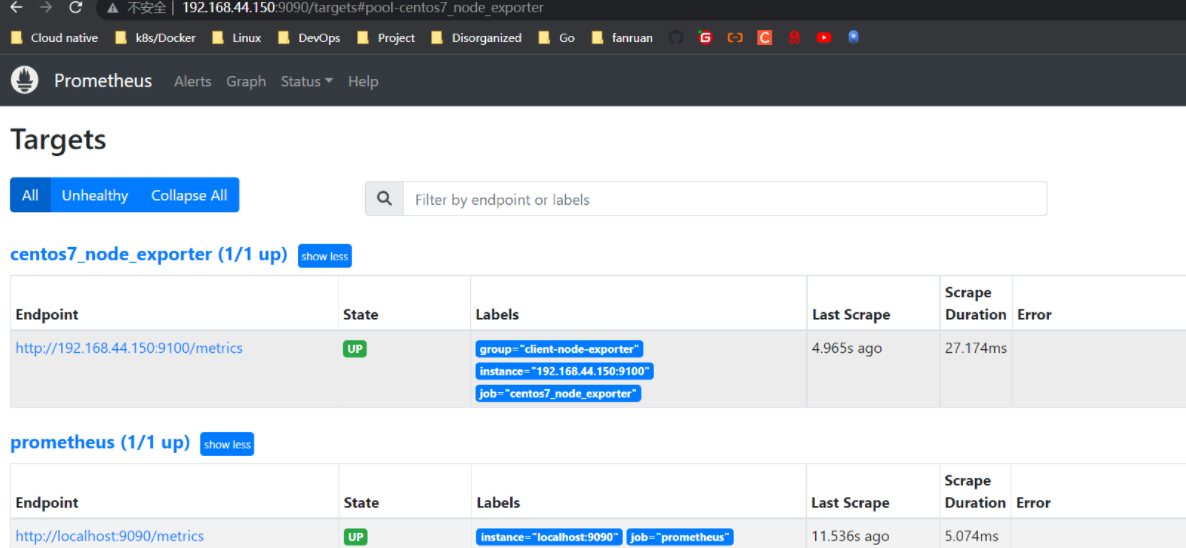 不安全 | 192.168.44.150:9090/targets#pool-centos7_node_exporter
Cloud native k8s/Docker Linux DevOps Project Disorganized Go fanruan
Prometheus Alerts Graph Status Help
Targets
All Unhealthy Collapse All Filter by endpoint or labels
centos7_node_exporter (1/1 up) show less
Endpoint State Labels Last Scrape Scrape Duration Error
http://192.168.44.150:9100/metrics UP group="client-node-exporter" 4.965s ago 27.174ms
instance="192.168.44.150:9100"
job="centos7_node_exporter"
prometheus (1/1 up) show less
Endpoint State Labels Last Scrape Scrape Duration Error
http://localhost:9090/metrics UP instance="localhost:9090" job="prometheus" 11.536s ago 5.074ms